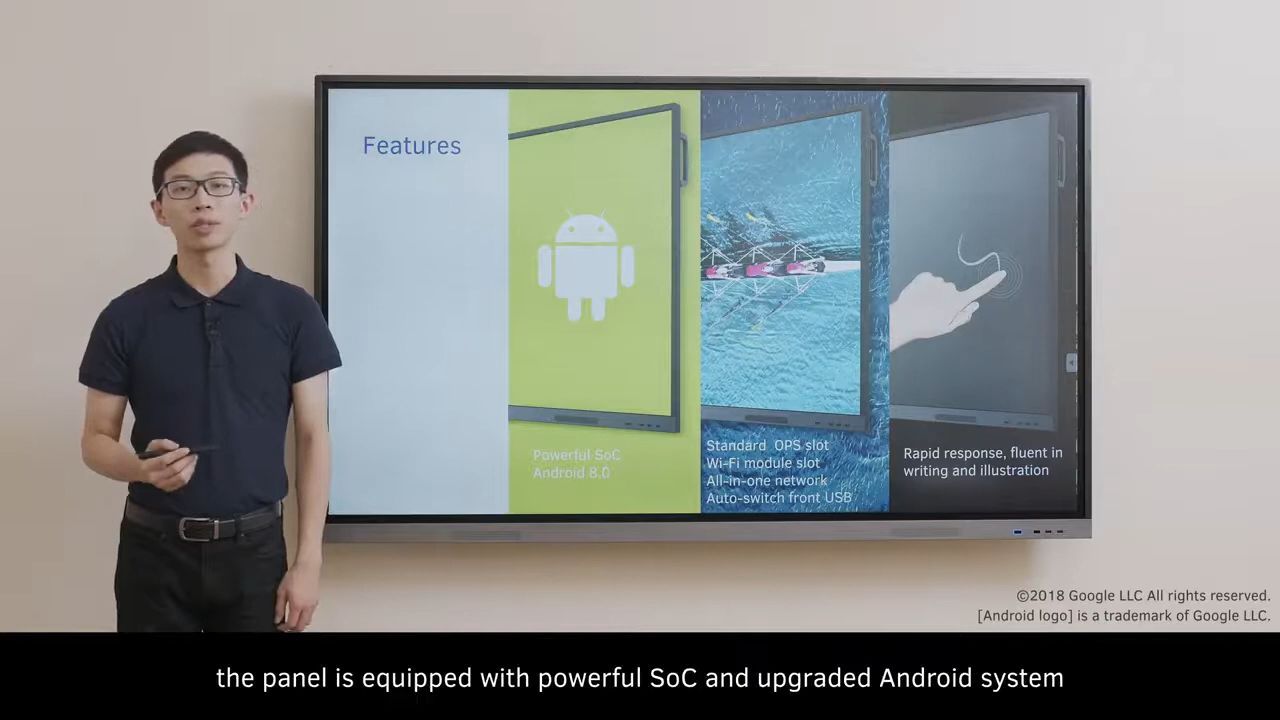 Features
Powerful SoC
Android 8.0
Standard OPS slot
Wi-Fi module slot
All-in-one network
Auto-switch front USB
Rapid response, fluent in
writing and illustration
©2018 Google LLC All rights reserved.
[Android logo] is a trademark of Google LLC.
the panel is equipped with powerful SoC and upgraded Android system